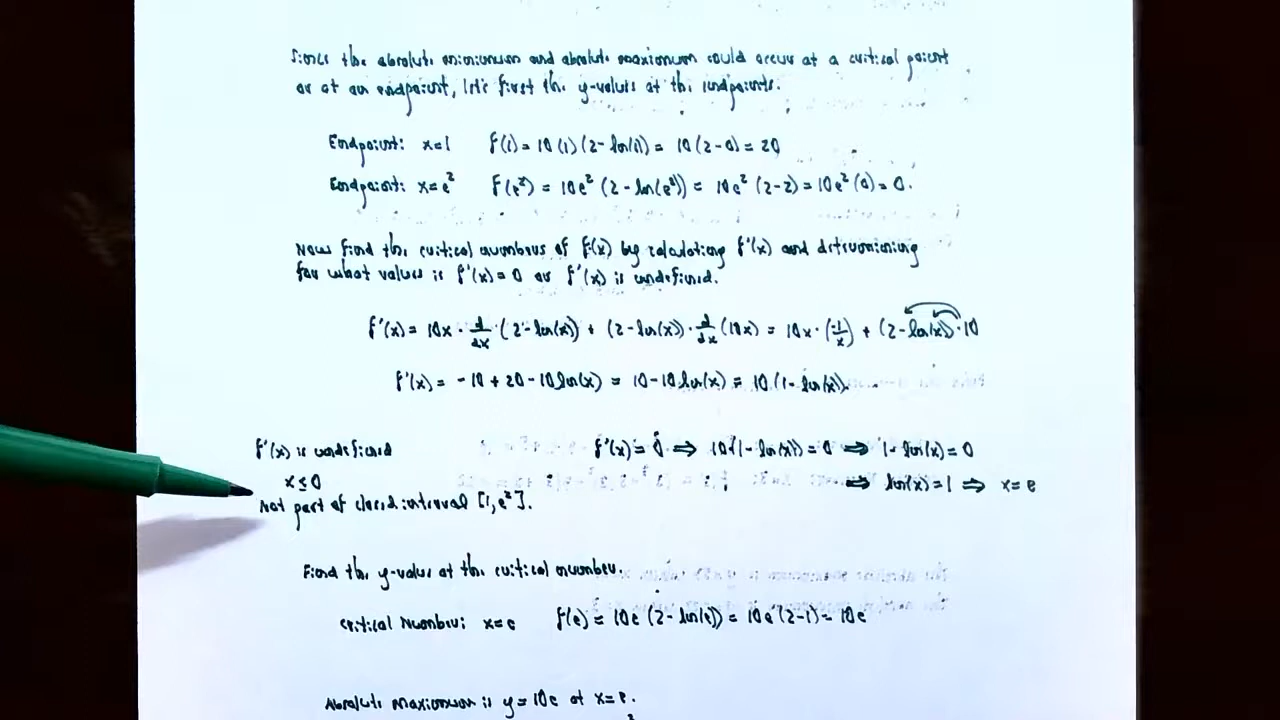 Since the absolute minimum and absolute maximum could occur at a critical point
or at an endpoint, let's first the y-values at the endpoints.
Endpoint: x=1 f(1) = 10(1)(2-ln(1)) = 10(2-0) = 20
Endpoint: x=e² f(e²) = 10e²(2-ln(e²)) = 10e²(2-2) = 10e²(0) = 0.
Now find the critical numbers of f(x) by calculating f'(x) and determining
for what values is f'(x)=0 or f'(x) is undefined.
f'(x) = 10x · d/dx · (2-ln(x)) + (2-ln(x)) · d/dx (10x) = 10x · (-1/x) + (2-ln(x)) · 10
f'(x) = -10 + 20 - 10ln(x) = 10-10ln(x) = 10(1-ln(x)).
f'(x) is undefined
x ≤ 0
Not part of closed interval [1,e²].
f'(x) = 0 ⟹ 10(1-ln(x)) = 0 ⟹ 1-ln(x) = 0
⟹ ln(x) = 1 ⟹ x = e
Find the y-value at the critical number.
Critical Number: x=e f(e) = 10e(2-ln(e)) = 10e(2-1) = 10e
Absolute maximum is y = 10e at x=e.